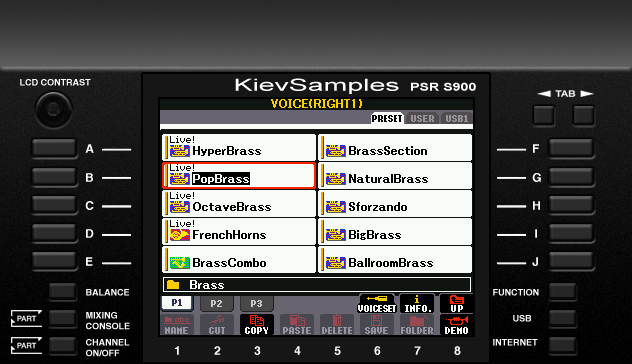 LCD CONTRAST
KievSamples PSR S900
TAB
VOICE(RIGHT1)
PRESET USER USB1
A Live! HyperBrass BrassSection F
B Live! PopBrass NaturalBrass G
C Live! OctaveBrass Sforzando H
D Live! FrenchHorns BigBrass I
E BrassCombo BallroomBrass J
Brass
BALANCE P1 P2 P3 VOICESET i INFO. UP FUNCTION
PART MIXING CONSOLE NAME CUT COPY PASTE DELETE SAVE FOLDER DEMO USB
PART CHANNEL ON/OFF INTERNET
1 2 3 4 5 6 7 8